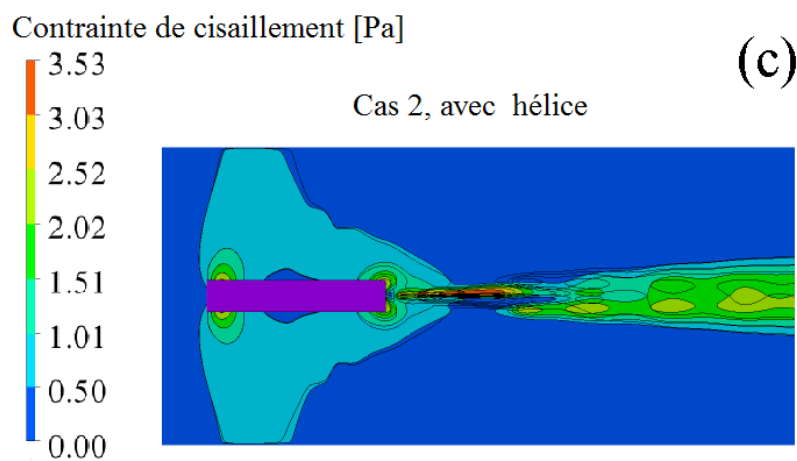 Contrainte de cisaillement [Pa]
(c)
Cas 2, avec hélice
3.53
3.03
2.52
2.02
1.51
1.01
0.50
0.00